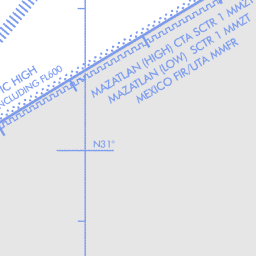 IC HIGH
NCLUDING FL600
MAZATLAN (HIGH) CTA SCTR 1 MMZT
MAZATLAN (LOW) SCTR 1 MMZT
MEXICO FIR/UTA MMFR
N31°